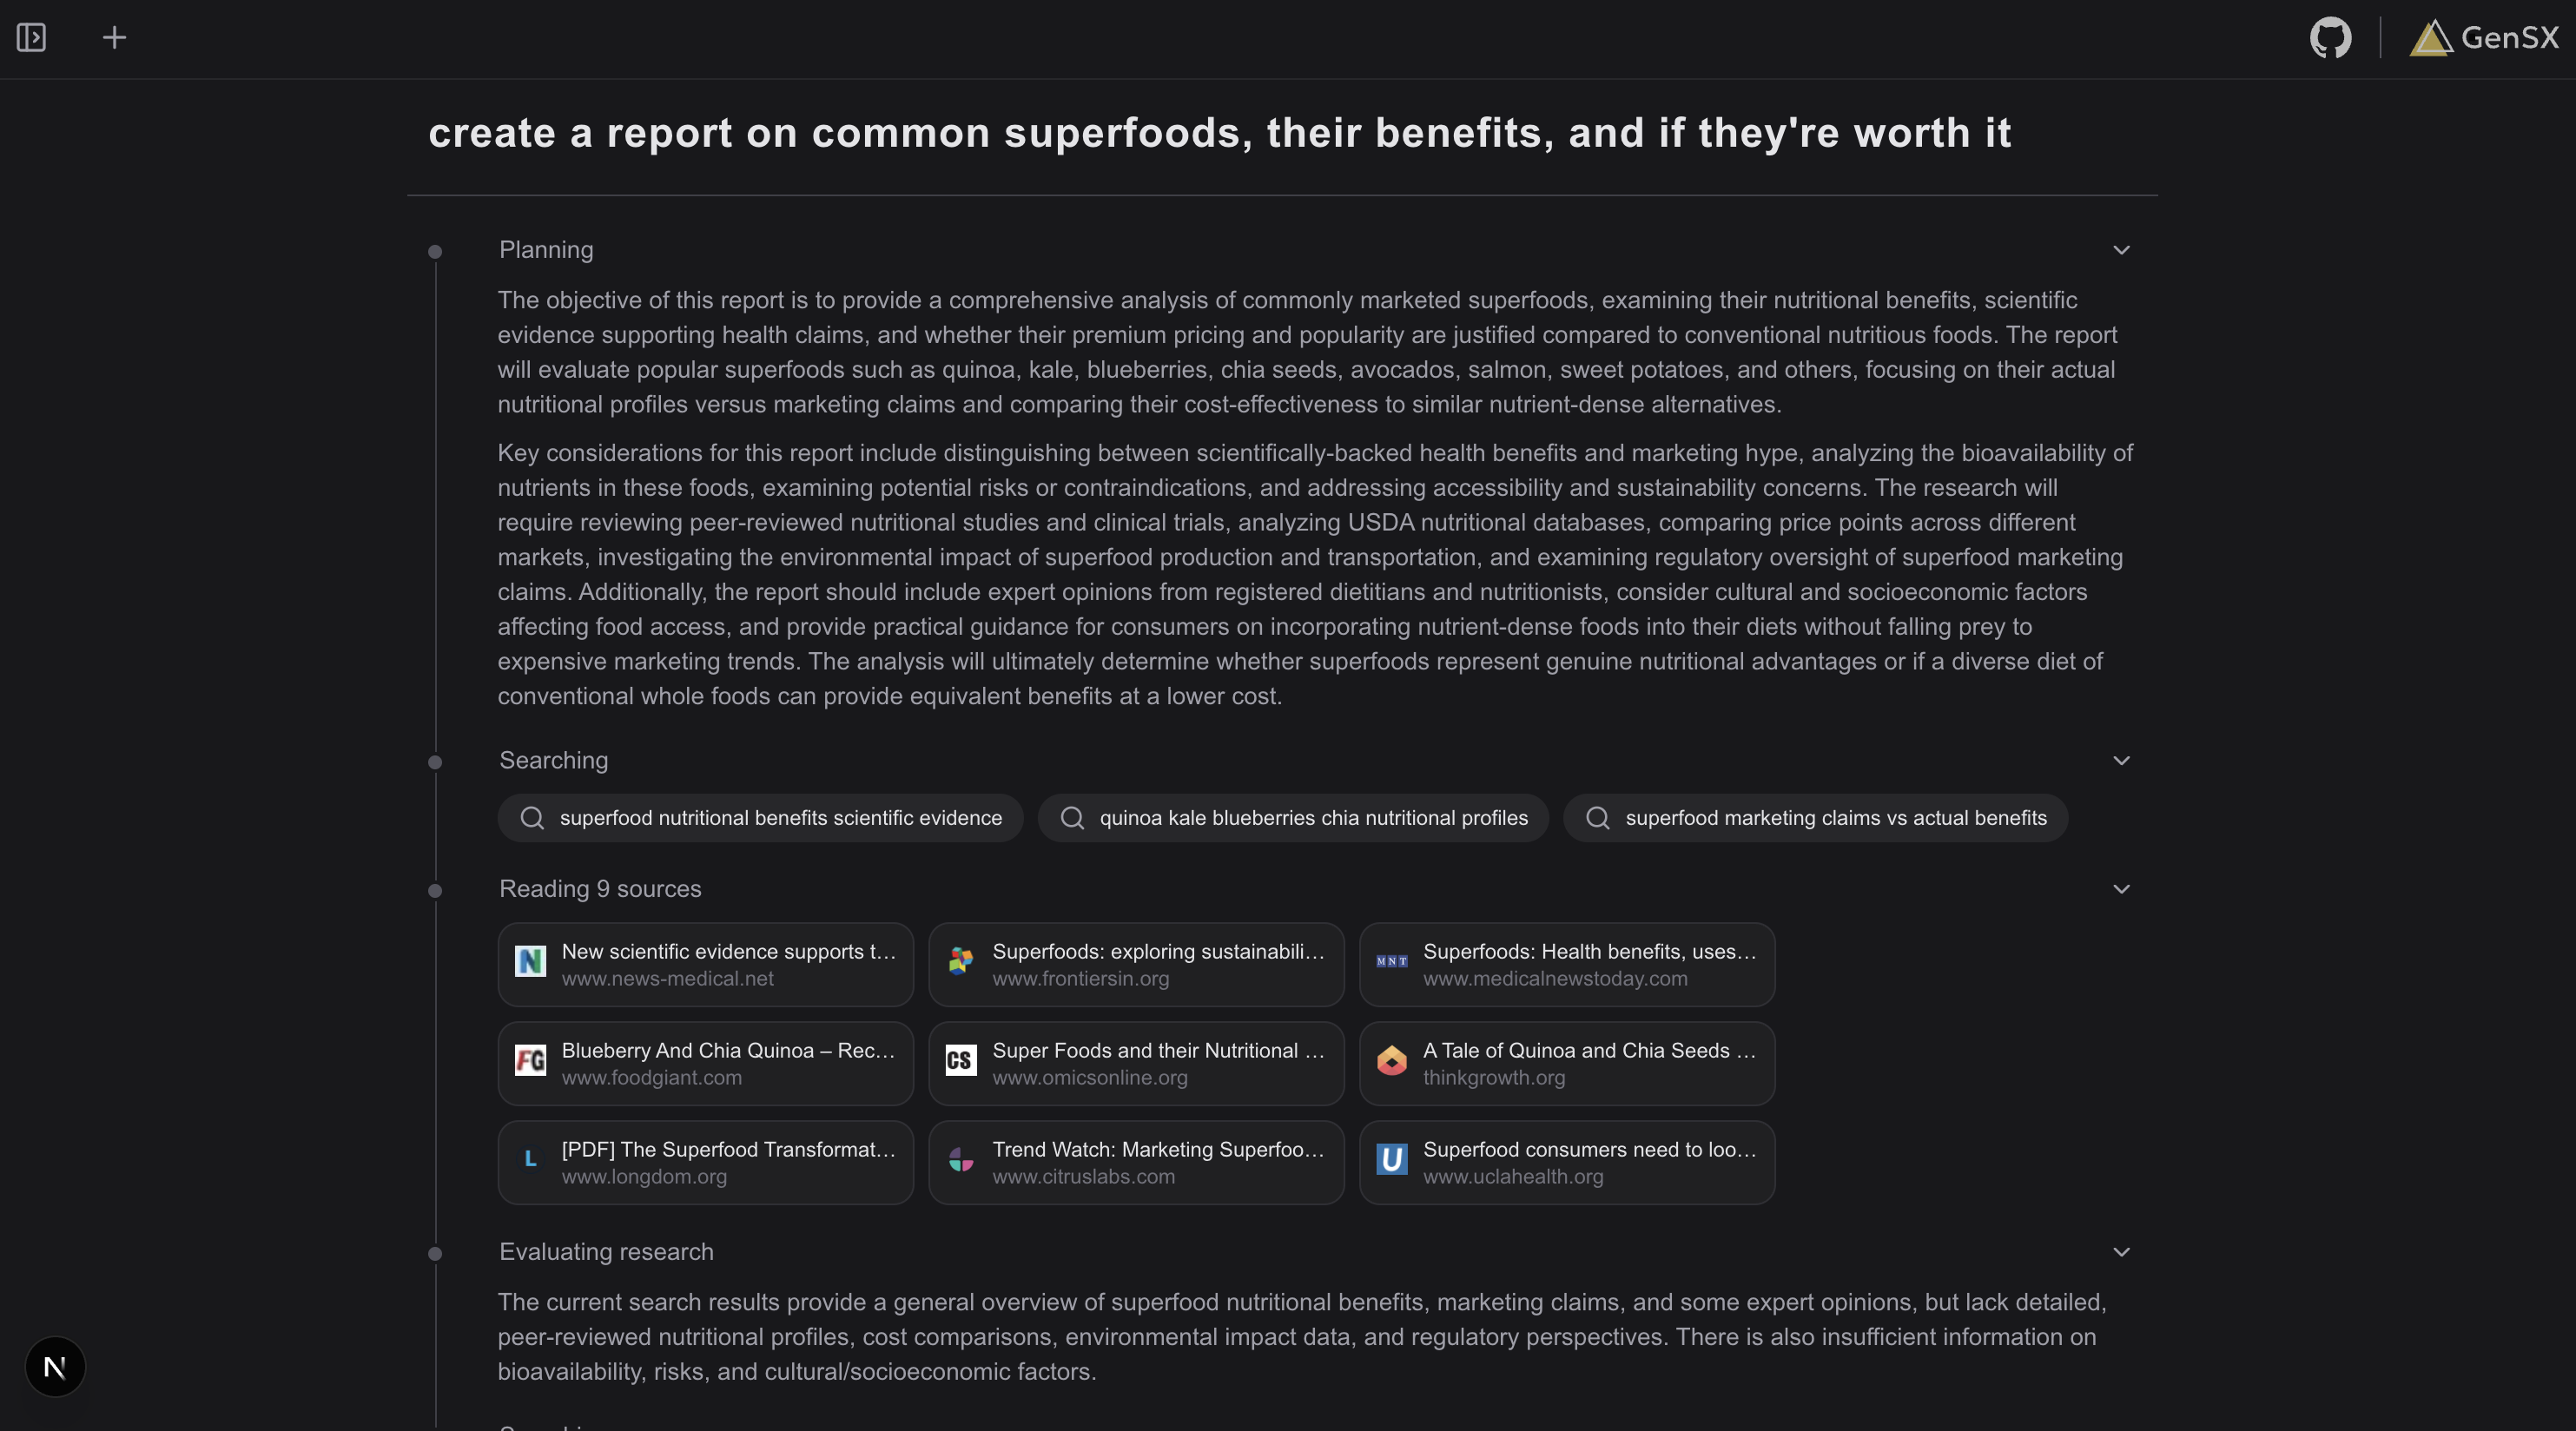 GenSX
create a report on common superfoods, their benefits, and if they're worth it
Planning
The objective of this report is to provide a comprehensive analysis of commonly marketed superfoods, examining their nutritional benefits, scientific
evidence supporting health claims, and whether their premium pricing and popularity are justified compared to conventional nutritious foods. The report
will evaluate popular superfoods such as quinoa, kale, blueberries, chia seeds, avocados, salmon, sweet potatoes, and others, focusing on their actual
nutritional profiles versus marketing claims and comparing their cost-effectiveness to similar nutrient-dense alternatives.
Key considerations for this report include distinguishing between scientifically-backed health benefits and marketing hype, analyzing the bioavailability of
nutrients in these foods, examining potential risks or contraindications, and addressing accessibility and sustainability concerns. The research will
require reviewing peer-reviewed nutritional studies and clinical trials, analyzing USDA nutritional databases, comparing price points across different
markets, investigating the environmental impact of superfood production and transportation, and examining regulatory oversight of superfood marketing
claims. Additionally, the report should include expert opinions from registered dietitians and nutritionists, consider cultural and socioeconomic factors
affecting food access, and provide practical guidance for consumers on incorporating nutrient-dense foods into their diets without falling prey to
expensive marketing trends. The analysis will ultimately determine whether superfoods represent genuine nutritional advantages or if a diverse diet of
conventional whole foods can provide equivalent benefits at a lower cost.
Searching
superfood nutritional benefits scientific evidence
quinoa kale blueberries chia nutritional profiles
superfood marketing claims vs actual benefits
Reading 9 sources
N
New scientific evidence supports t…
www.news-medical.net
Superfoods: exploring sustainabili…
www.frontiersin.org
MNT
Superfoods: Health benefits, uses…
www.medicalnewstoday.com
FG
Blueberry And Chia Quinoa – Rec…
www.foodgiant.com
CS
Super Foods and their Nutritional …
www.omicsonline.org
A Tale of Quinoa and Chia Seeds …
thinkgrowth.org
L
[PDF] The Superfood Transformat…
www.longdom.org
Trend Watch: Marketing Superfoo…
www.citruslabs.com
U
Superfood consumers need to loo…
www.uclahealth.org
Evaluating research
The current search results provide a general overview of superfood nutritional benefits, marketing claims, and some expert opinions, but lack detailed,
peer-reviewed nutritional profiles, cost comparisons, environmental impact data, and regulatory perspectives. There is also insufficient information on
bioavailability, risks, and cultural/socioeconomic factors.
N